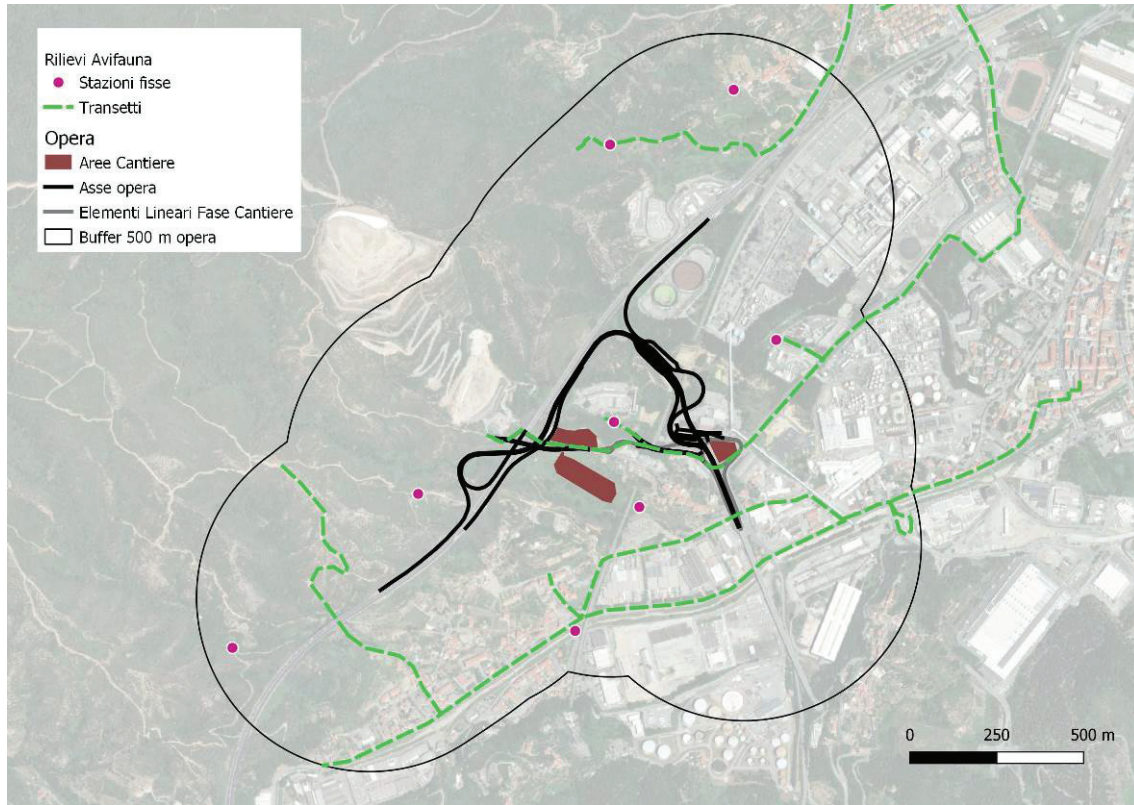 Rilievi Avifauna
Stazioni fisse
Transetti
Opera
Aree Cantiere
Asse opera
Elementi Lineari Fase Cantiere
Buffer 500 m opera
0 250 500 m